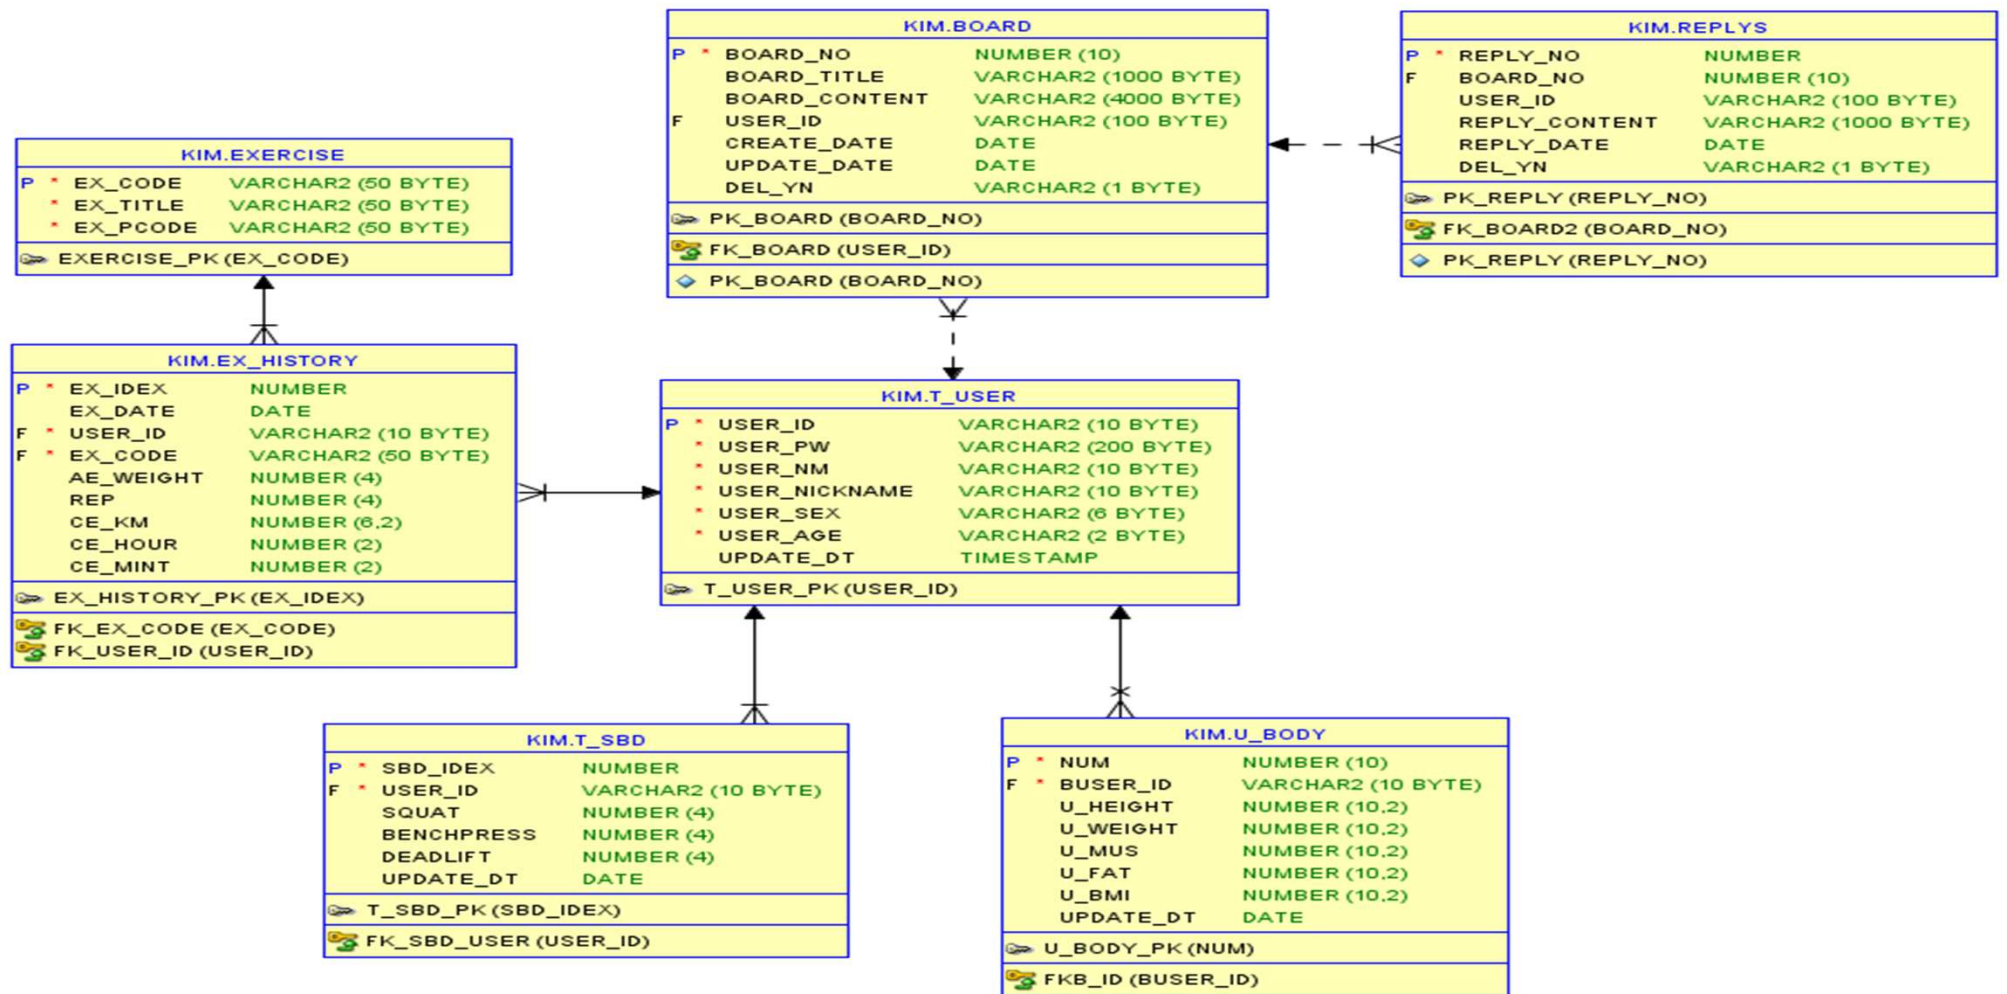 KIM.BOARD
P * BOARD_NO NUMBER (10)
BOARD_TITLE VARCHAR2 (1000 BYTE)
BOARD_CONTENT VARCHAR2 (4000 BYTE)
F USER_ID VARCHAR2 (100 BYTE)
CREATE_DATE DATE
UPDATE_DATE DATE
DEL_YN VARCHAR2 (1 BYTE)
PK_BOARD (BOARD_NO)
FK_BOARD (USER_ID)
PK_BOARD (BOARD_NO)
KIM.REPLYS
P * REPLY_NO NUMBER
F BOARD_NO NUMBER (10)
USER_ID VARCHAR2 (100 BYTE)
REPLY_CONTENT VARCHAR2 (1000 BYTE)
REPLY_DATE DATE
DEL_YN VARCHAR2 (1 BYTE)
PK_REPLY (REPLY_NO)
FK_BOARD2 (BOARD_NO)
PK_REPLY (REPLY_NO)
KIM.EXERCISE
P * EX_CODE VARCHAR2 (50 BYTE)
* EX_TITLE VARCHAR2 (50 BYTE)
* EX_PCODE VARCHAR2 (50 BYTE)
EXERCISE_PK (EX_CODE)
KIM.EX_HISTORY
P * EX_IDEX NUMBER
EX_DATE DATE
F * USER_ID VARCHAR2 (10 BYTE)
F * EX_CODE VARCHAR2 (50 BYTE)
AE_WEIGHT NUMBER (4)
REP NUMBER (4)
CE_KM NUMBER (6,2)
CE_HOUR NUMBER (2)
CE_MINT NUMBER (2)
EX_HISTORY_PK (EX_IDEX)
FK_EX_CODE (EX_CODE)
FK_USER_ID (USER_ID)
KIM.T_USER
P * USER_ID VARCHAR2 (10 BYTE)
* USER_PW VARCHAR2 (200 BYTE)
* USER_NM VARCHAR2 (10 BYTE)
* USER_NICKNAME VARCHAR2 (10 BYTE)
* USER_SEX VARCHAR2 (6 BYTE)
* USER_AGE VARCHAR2 (2 BYTE)
UPDATE_DT TIMESTAMP
T_USER_PK (USER_ID)
KIM.T_SBD
P * SBD_IDEX NUMBER
F * USER_ID VARCHAR2 (10 BYTE)
SQUAT NUMBER (4)
BENCHPRESS NUMBER (4)
DEADLIFT NUMBER (4)
UPDATE_DT DATE
T_SBD_PK (SBD_IDEX)
FK_SBD_USER (USER_ID)
KIM.U_BODY
P * NUM NUMBER (10)
F * BUSER_ID VARCHAR2 (10 BYTE)
U_HEIGHT NUMBER (10,2)
U_WEIGHT NUMBER (10,2)
U_MUS NUMBER (10,2)
U_FAT NUMBER (10,2)
U_BMI NUMBER (10,2)
UPDATE_DT DATE
U_BODY_PK (NUM)
FKB_ID (BUSER_ID)